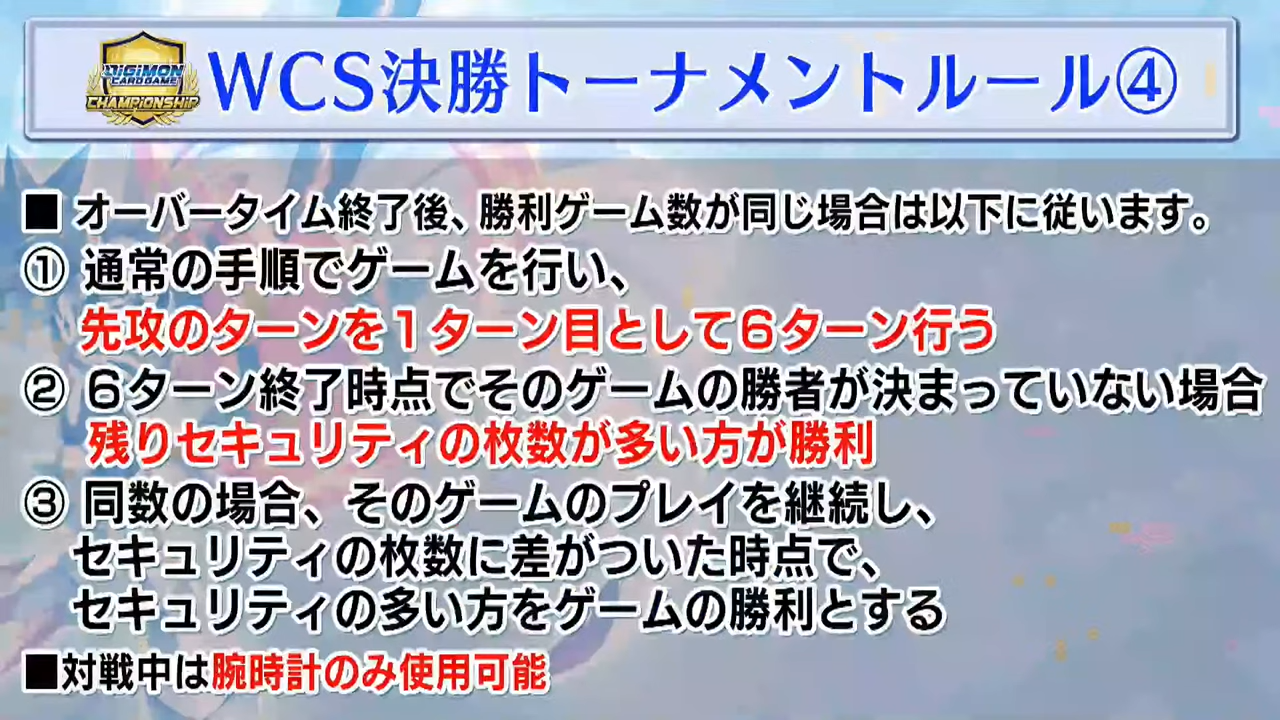 DIGIMON
CARD GAME
CHAMPIONSHIP
WCS決勝トーナメントルール④
■ オーバータイム終了後、勝利ゲーム数が同じ場合は以下に従います。
① 通常の手順でゲームを行い、
先攻のターンを１ターン目として６ターン行う
② ６ターン終了時点でそのゲームの勝者が決まっていない場合
残りセキュリティの枚数が多い方が勝利
③ 同数の場合、そのゲームのプレイを継続し、
セキュリティの枚数に差がついた時点で、
セキュリティの多い方をゲームの勝利とする
■対戦中は腕時計のみ使用可能